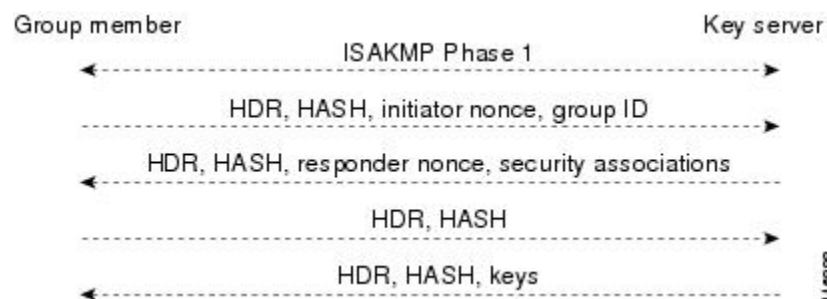 Group member
Key server
ISAKMP Phase 1
HDR, HASH, initiator nonce, group ID
HDR, HASH, responder nonce, security associations
HDR, HASH
HDR, HASH, keys